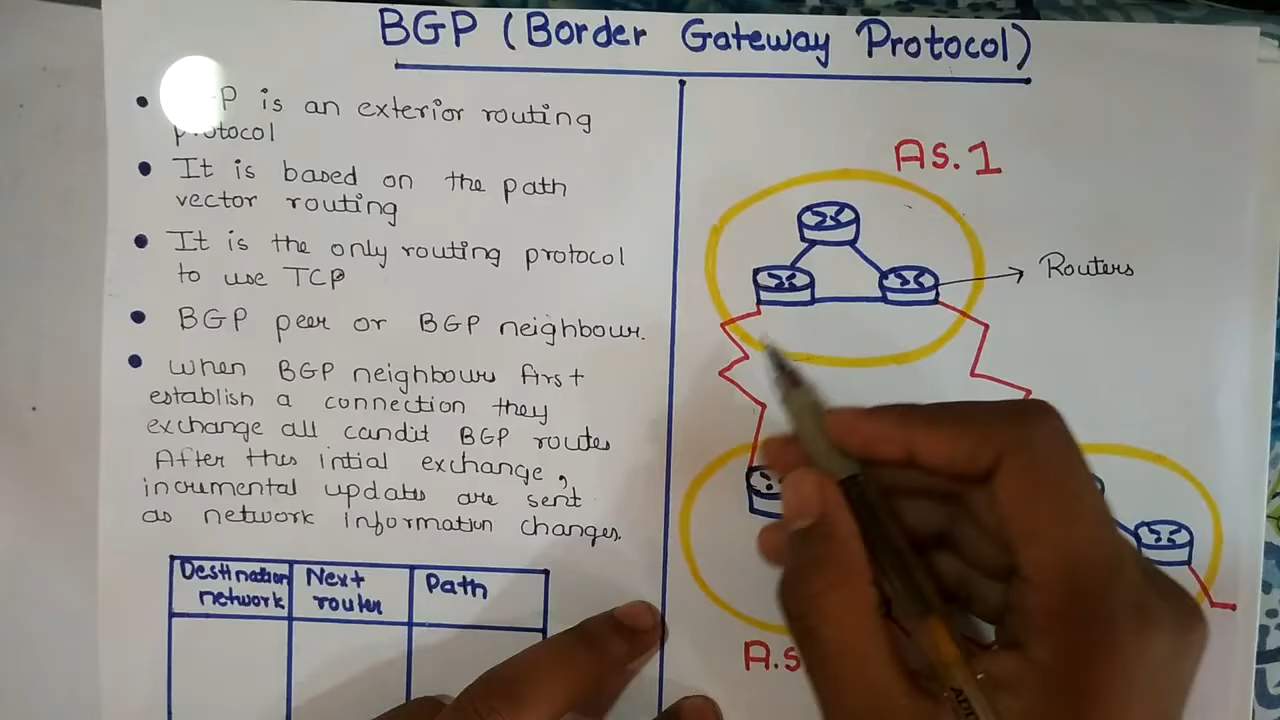 BGP (Border Gateway Protocol)
P is an exterior routing
protocol
It is based on the path
vector routing
It is the only routing protocol
to use TCP
BGP peer or BGP neighbour.
When BGP neighbours first
establish a connection they
exchange all candit BGP routes
After this intial exchange,
incrumental updates are sent
as network information changes.
Destination
network
Next
router
Path
As.1
Routers
A.s